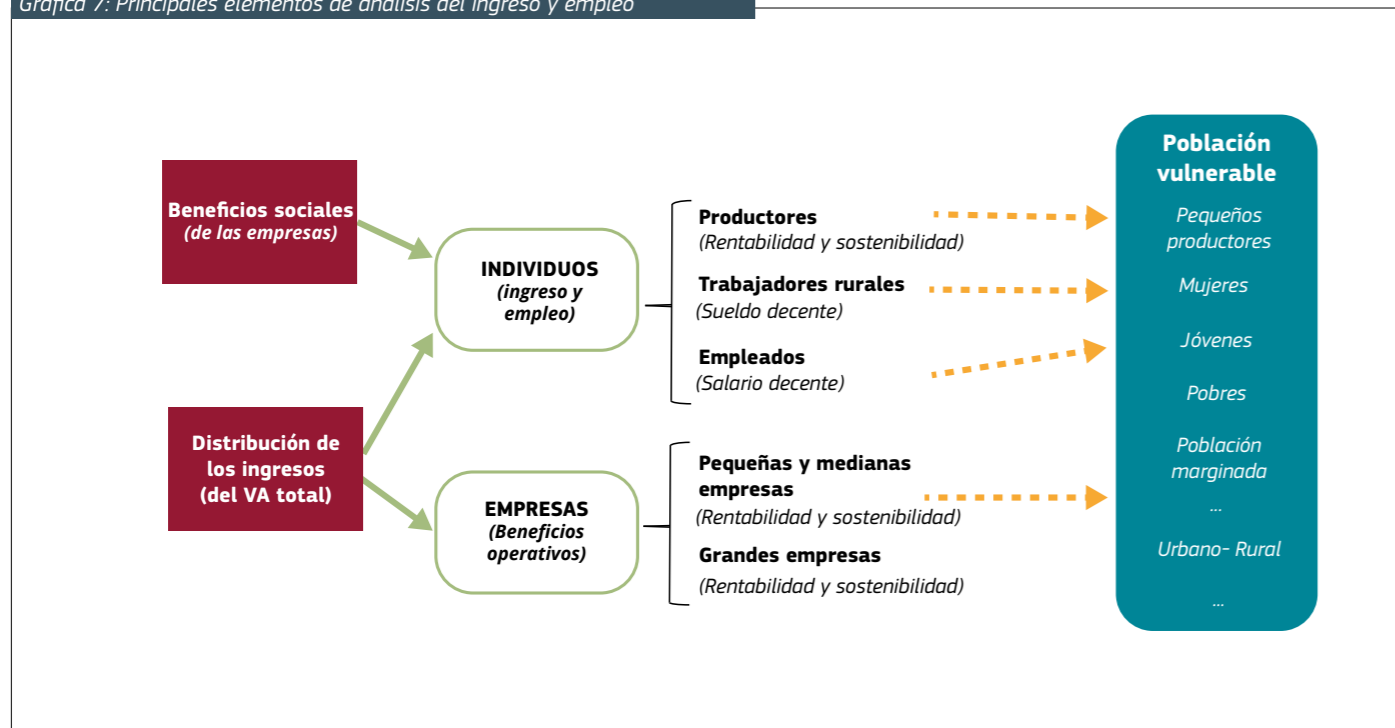 Gráfica 7: Principales elementos de análisis del ingreso y empleo
Beneficios sociales
(de las empresas)
Distribución de
los ingresos
(del VA total)
INDIVIDUOS
(ingreso y
empleo)
EMPRESAS
(Beneficios
operativos)
Productores
(Rentabilidad y sostenibilidad)
Trabajadores rurales
(Sueldo decente)
Empleados
(Salario decente)
Pequeñas y medianas
empresas
(Rentabilidad y sostenibilidad)
Grandes empresas
(Rentabilidad y sostenibilidad)
Población
vulnerable
Pequeños
productores
Mujeres
Jóvenes
Pobres
Población
marginada
...
Urbano- Rural
...